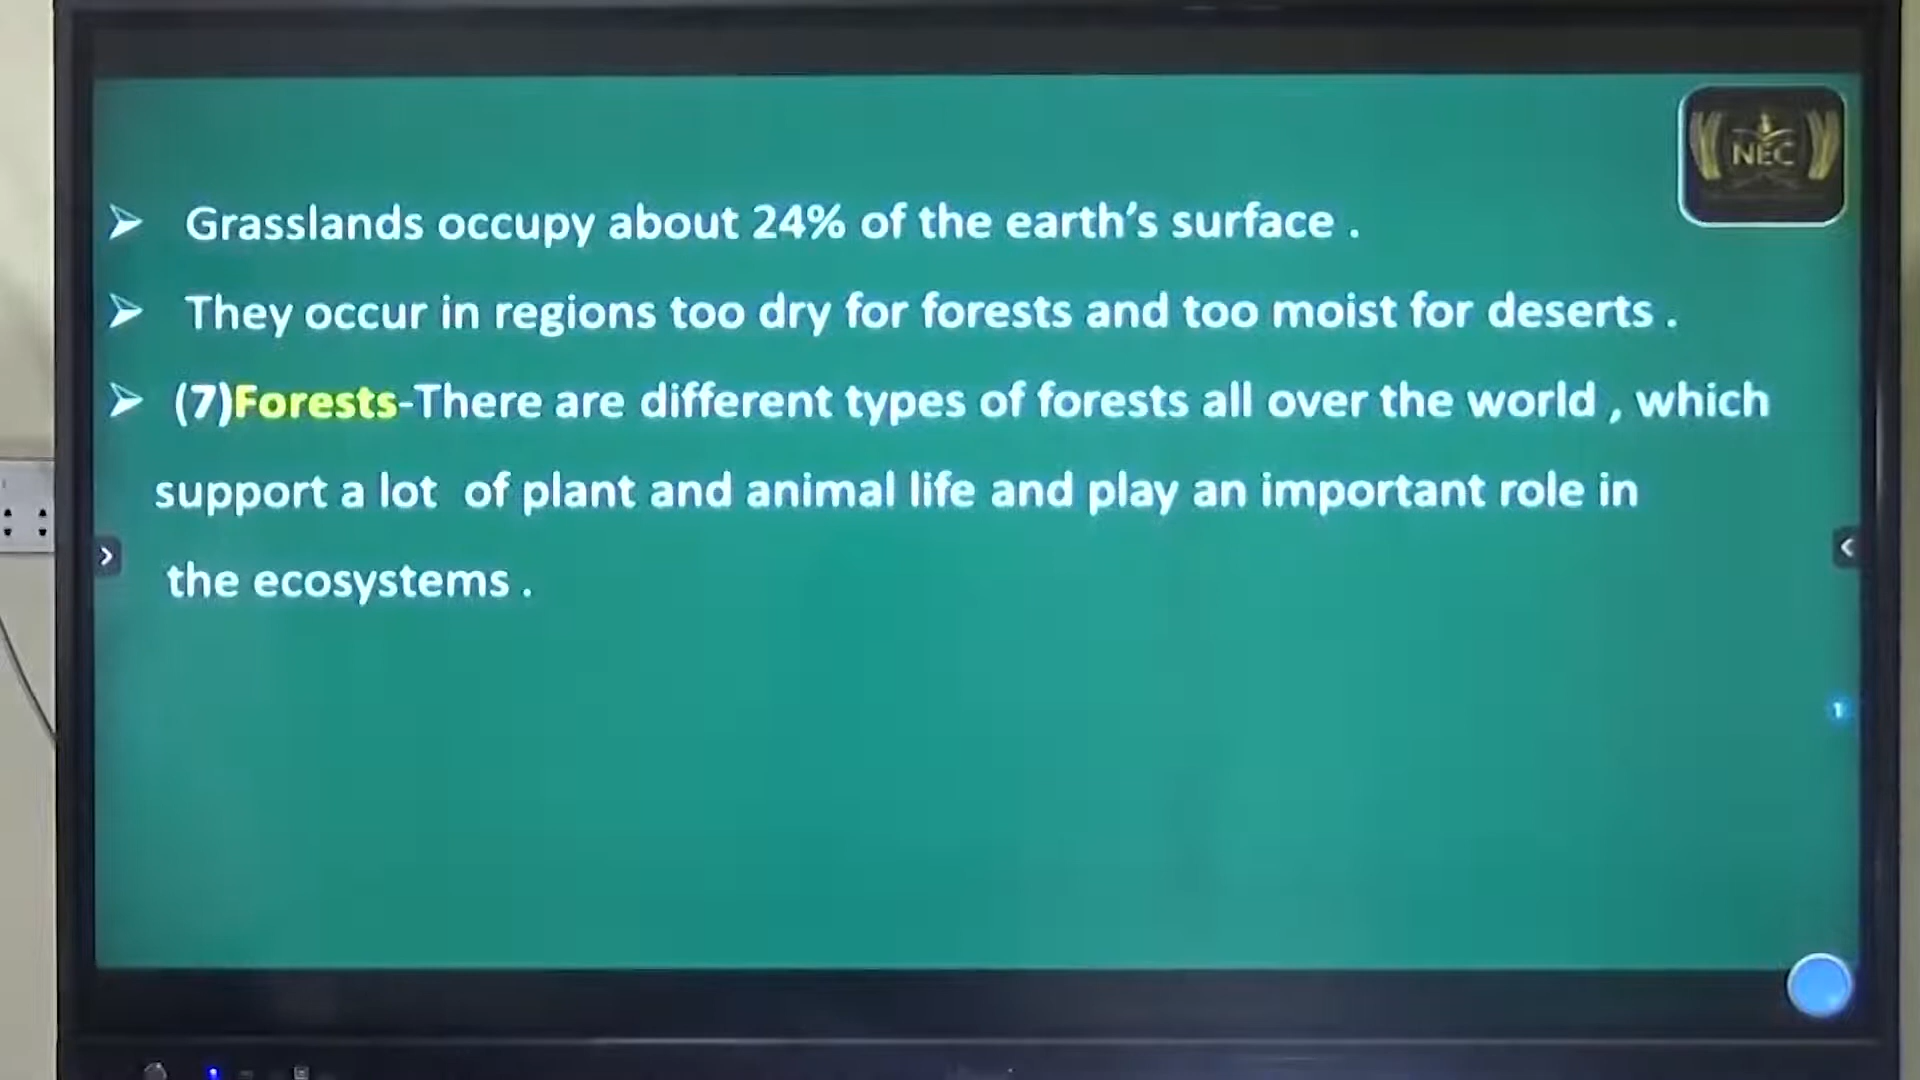 NEC
➢ Grasslands occupy about 24% of the earth's surface .
➢ They occur in regions too dry for forests and too moist for deserts .
➢ (7)Forests-There are different types of forests all over the world , which
support a lot of plant and animal life and play an important role in
the ecosystems .
1